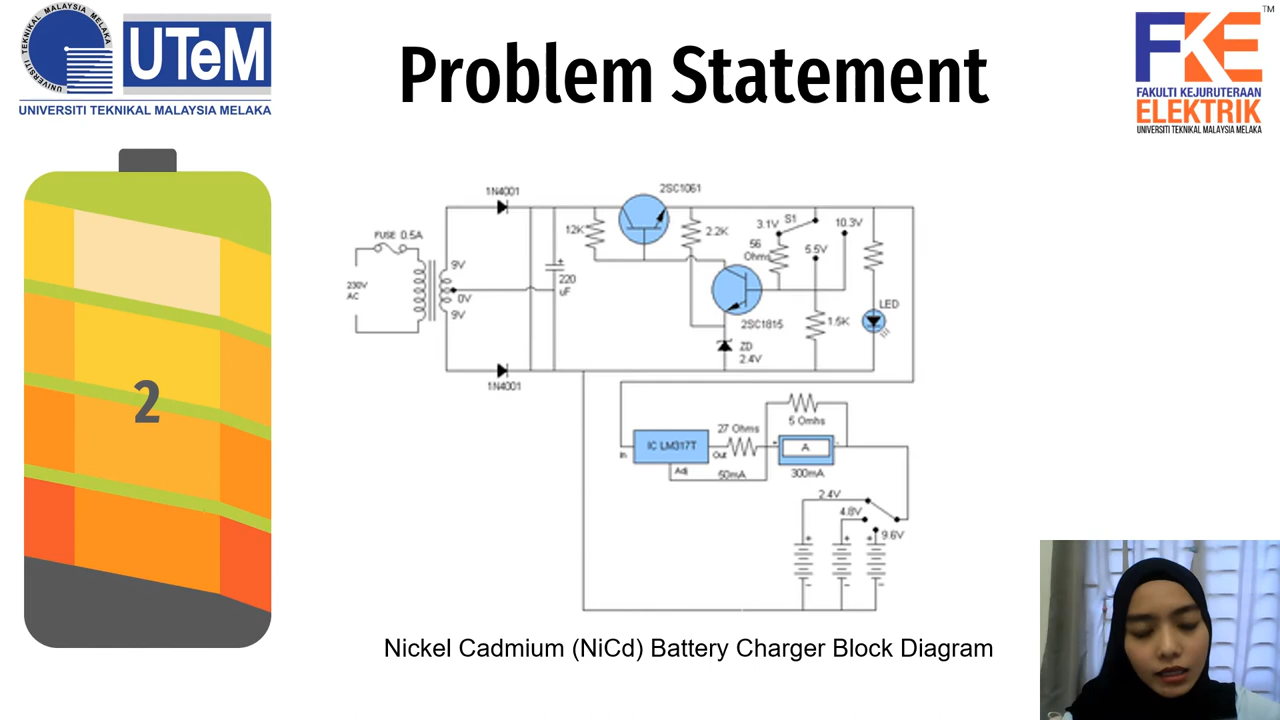 UNIVERSITI TEKNIKAL MALAYSIA MELAKA
UTeM
UNIVERSITI TEKNIKAL MALAYSIA MELAKA
Problem Statement
TM
FKE
FAKULTI KEJURUTERAAN
ELEKTRIK
UNIVERSITI TEKNIKAL MALAYSIA MELAKA
2
1N4001
2SC1061
FUSE 0.5A
12K
2.2K
3.1V
S1
10.3V
56
Ohms
5.5V
9V
230V
AC
0V
220
uF
9V
LED
2SC1815
1.5K
ZD
2.4V
1N4001
27 Ohms
5 Omhs
IC LM317T
A
In
Out
Adj
+
-
50mA
300mA
2.4V
4.8V
9.6V
+
+
+
-
-
-
Nickel Cadmium (NiCd) Battery Charger Block Diagram